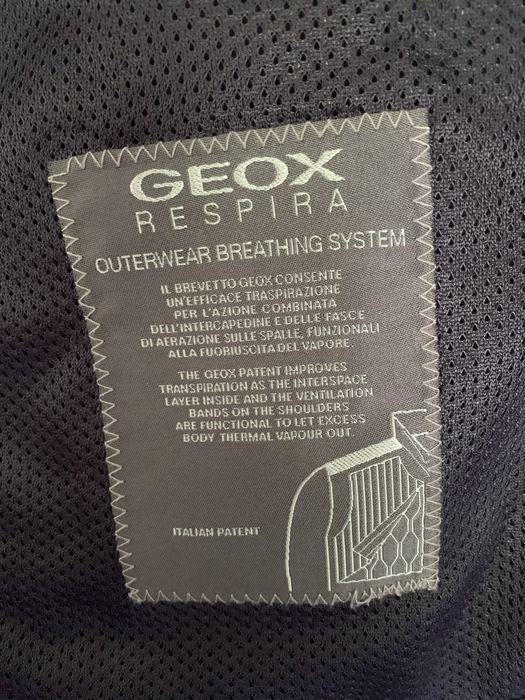 GEOX
RESPIRA
OUTERWEAR BREATHING SYSTEM
IL BREVETTO GEOX CONSENTE
UN'EFFICACE TRASPIRAZIONE
PER L'AZIONE COMBINATA
DELL'INTERCAPEDINE E DELLE FASCE
DI AERAZIONE SULLE SPALLE, FUNZIONALI
ALLA FUORIUSCITA DEL VAPORE.
THE GEOX PATENT IMPROVES
TRANSPIRATION AS THE INTERSPACE
LAYER INSIDE AND THE VENTILATION
BANDS ON THE SHOULDERS
ARE FUNCTIONAL TO LET EXCESS
BODY THERMAL VAPOUR OUT.
ITALIAN PATENT